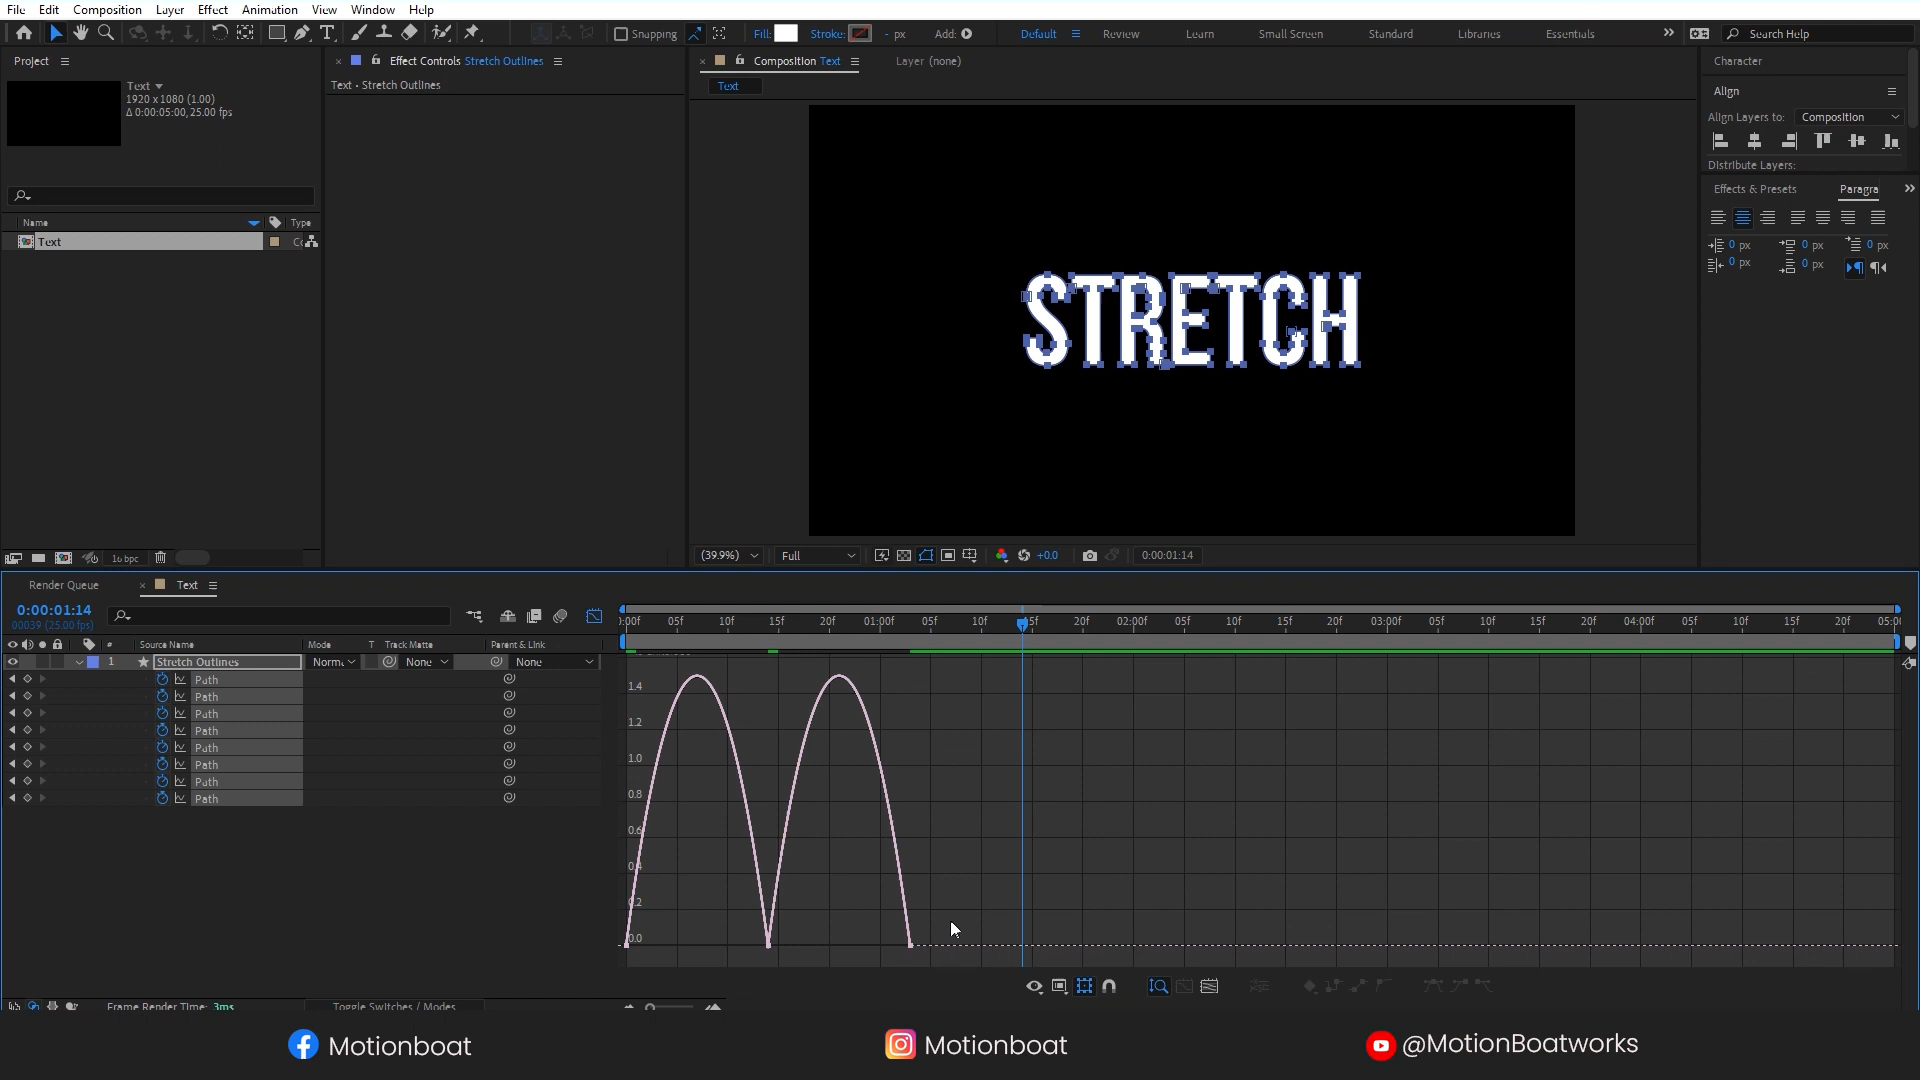 File Edit Composition Layer Effect Animation View Window Help
Snapping Fill: Stroke: - px Add: Default Review Learn Small Screen Standard Libraries Essentials Search Help
Project
Text
1920 x 1080 (1.00)
Δ 0:00:05:00, 25.00 fps
Name Type
Text
16 bpc
Effect Controls Stretch Outlines
Text • Stretch Outlines
Composition Text
Layer (none)
Text
STRETCH
(39.9%) Full +0.0 0:00:01:14
Character
Align
Align Layers to: Composition
Distribute Layers:
Effects & Presets Paragra
0 px 0 px 0 px
0 px 0 px
Render Queue Text
0:00:01:14
00039 (25.00 fps)
# Source Name Mode T Track Matte Parent & Link
1 Stretch Outlines Norm None None
Path
Path
Path
Path
Path
Path
Path
Path
:00f 05f 10f 15f 20f 01:00f 05f 10f 15f 20f 02:00f 05f 10f 15f 20f 03:00f 05f 10f 15f 20f 04:00f 05f 10f 15f 20f 05:0
1.4
1.2
1.0
0.8
0.6
0.4
0.2
0.0
Frame Render Time: 3ms Toggle Switches / Modes
Motionboat Motionboat @MotionBoatworks